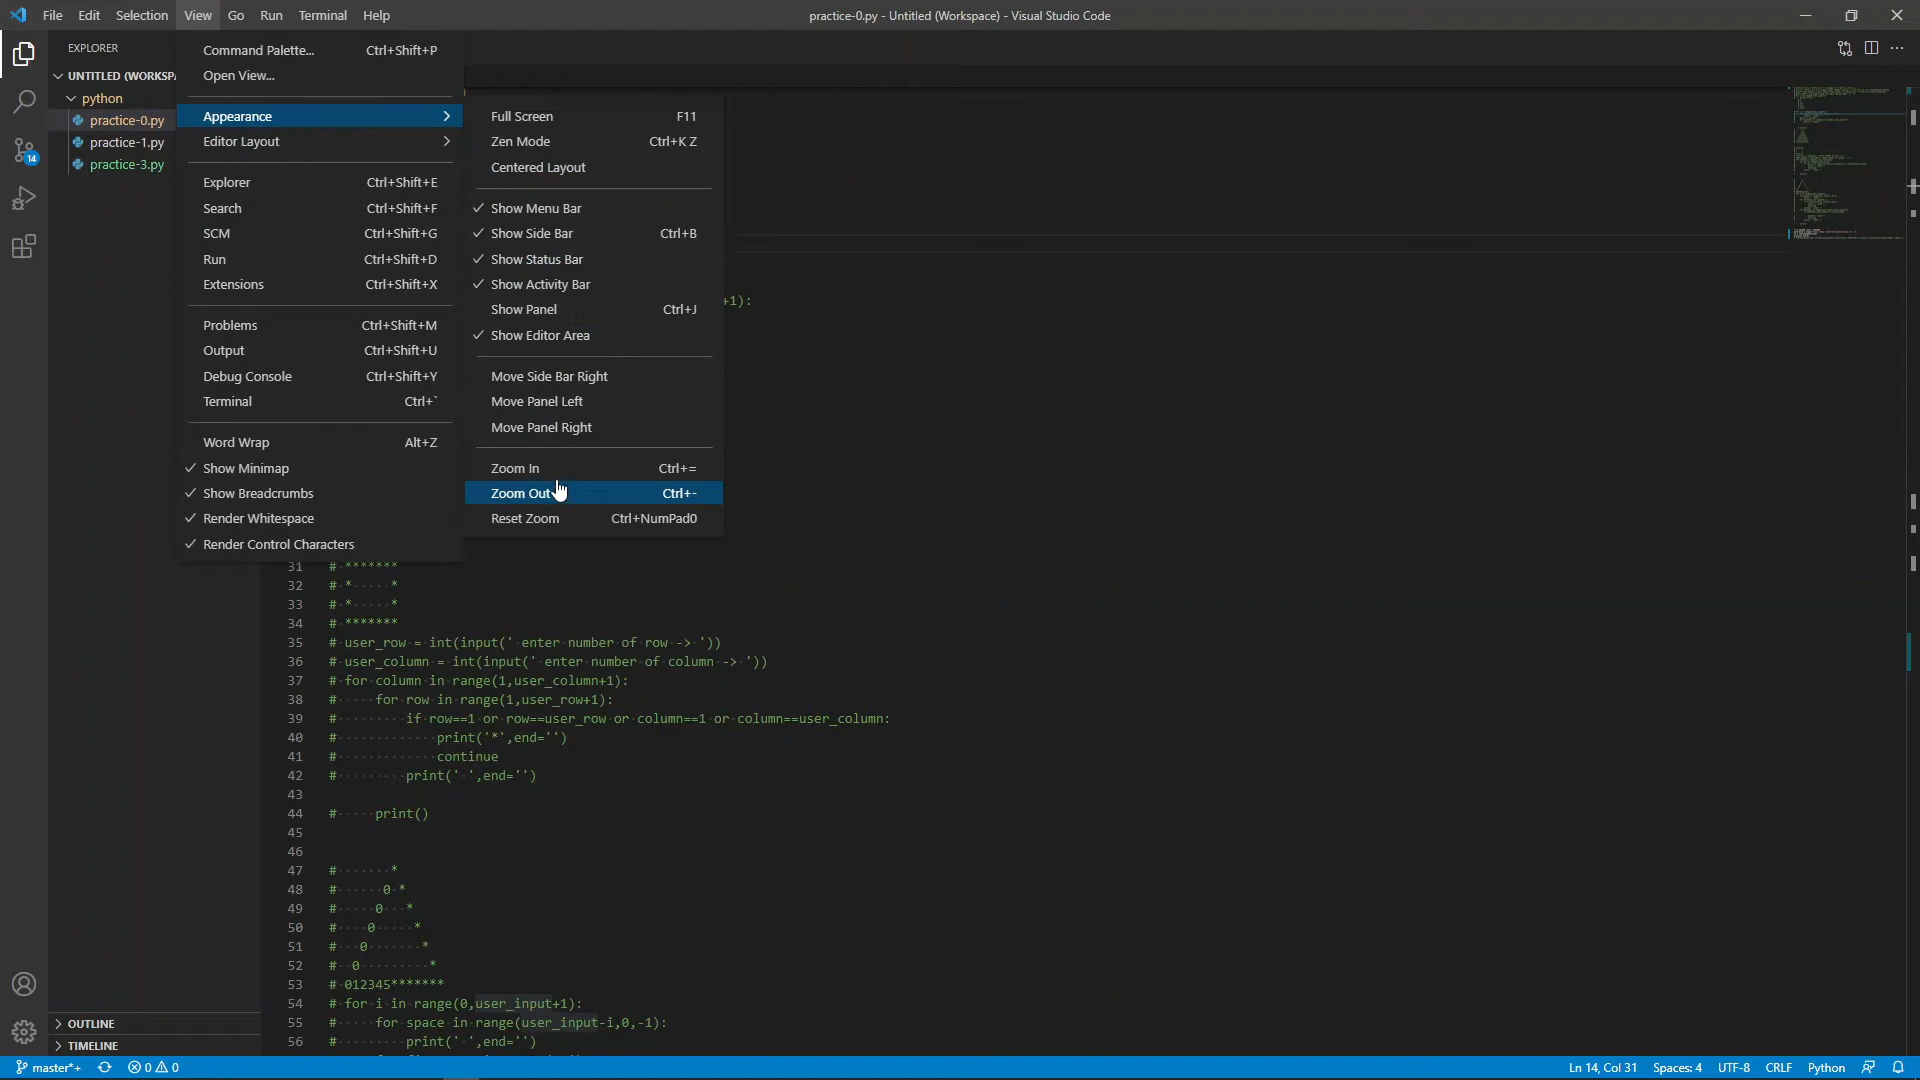 File Edit Selection View Go Run Terminal Help
practice-0.py - Untitled (Workspace) - Visual Studio Code
EXPLORER
UNTITLED (WORKSP
python
practice-0.py
practice-1.py
practice-3.py
14
Command Palette... Ctrl+Shift+P
Open View...
Appearance
Editor Layout
Explorer Ctrl+Shift+E
Search Ctrl+Shift+F
SCM Ctrl+Shift+G
Run Ctrl+Shift+D
Extensions Ctrl+Shift+X
Problems Ctrl+Shift+M
Output Ctrl+Shift+U
Debug Console Ctrl+Shift+Y
Terminal Ctrl+`
Word Wrap Alt+Z
Show Minimap
Show Breadcrumbs
Render Whitespace
Render Control Characters
Full Screen F11
Zen Mode Ctrl+K Z
Centered Layout
Show Menu Bar
Show Side Bar Ctrl+B
Show Status Bar
Show Activity Bar
Show Panel Ctrl+J
Show Editor Area
Move Side Bar Right
Move Panel Left
Move Panel Right
Zoom In Ctrl+=
Zoom Out Ctrl+-
Reset Zoom Ctrl+NumPad0
+1):
31 # *******
32 # *     *
33 # *     *
34 # *******
35 # user_row = int(input(' enter number of row -> '))
36 # user_column = int(input(' enter number of column -> '))
37 # for column in range(1,user_column+1):
38 #     for row in range(1,user_row+1):
39 #         if row==1 or row==user_row or column==1 or column==user_column:
40 #             print('*',end='')
41 #             continue
42 #         print(' ',end='')
43
44 #     print()
45
46
47 #       *
48 #      0 *
49 #     0   *
50 #    0     *
51 #   0       *
52 #  0         *
53 # 012345*******
54 # for i in range(0,user_input+1):
55 #     for space in range(user_input-i,0,-1):
56 #         print(' ',end='')
OUTLINE
TIMELINE
master*+ 0 0 Ln 14, Col 31 Spaces: 4 UTF-8 CRLF Python